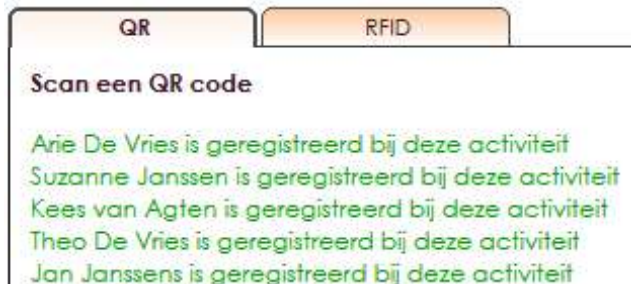 QR
RFID
Scan een QR code
Arie De Vries is geregistreerd bij deze activiteit
Suzanne Janssen is geregistreerd bij deze activiteit
Kees van Agten is geregistreerd bij deze activiteit
Theo De Vries is geregistreerd bij deze activiteit
Jan Janssens is geregistreerd bij deze activiteit